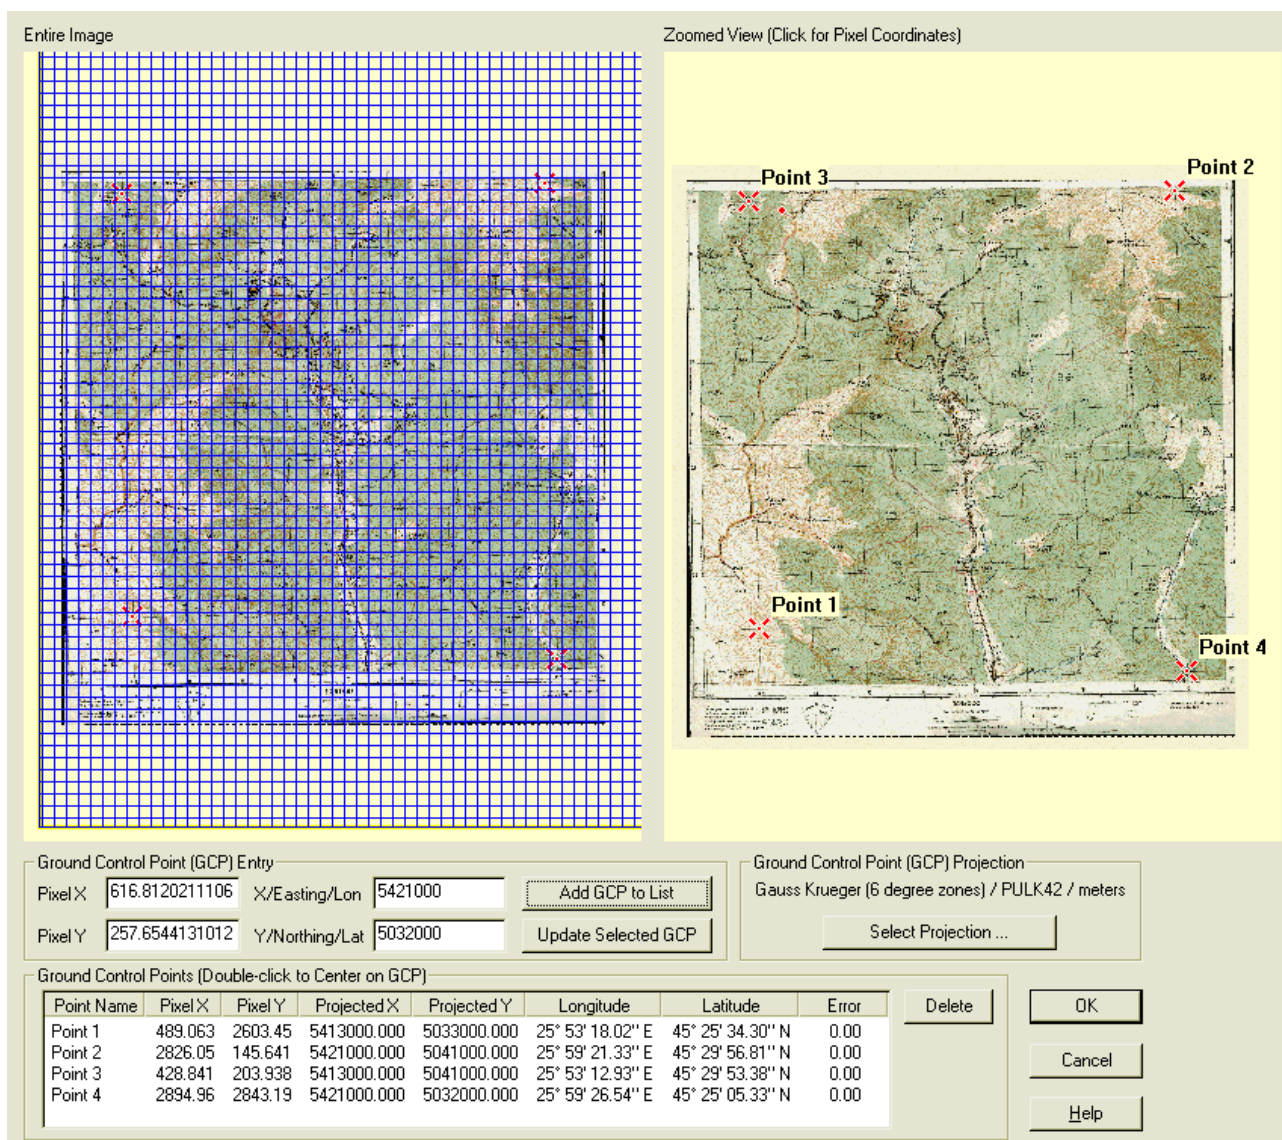 Entire Image
Zoomed View (Click for Pixel Coordinates)
Point 3
Point 2
Point 1
Point 4
Ground Control Point (GCP) Entry
Pixel X 616.8120211106 X/Easting/Lon 5421000 Add GCP to List
Pixel Y 257.6544131012 Y/Northing/Lat 5032000 Update Selected GCP
Ground Control Point (GCP) Projection
Gauss Krueger (6 degree zones) / PULK42 / meters
Select Projection ...
Ground Control Points (Double-click to Center on GCP)
Point Name Pixel X Pixel Y Projected X Projected Y Longitude Latitude Error
Point 1 489.063 2603.45 5413000.000 5033000.000 25° 53' 18.02'' E 45° 25' 34.30'' N 0.00
Point 2 2826.05 145.641 5421000.000 5041000.000 25° 59' 21.33'' E 45° 29' 56.81'' N 0.00
Point 3 428.841 203.938 5413000.000 5041000.000 25° 53' 12.93'' E 45° 29' 53.38'' N 0.00
Point 4 2894.96 2843.19 5421000.000 5032000.000 25° 59' 26.54'' E 45° 25' 05.33'' N 0.00
Delete
OK
Cancel
Help